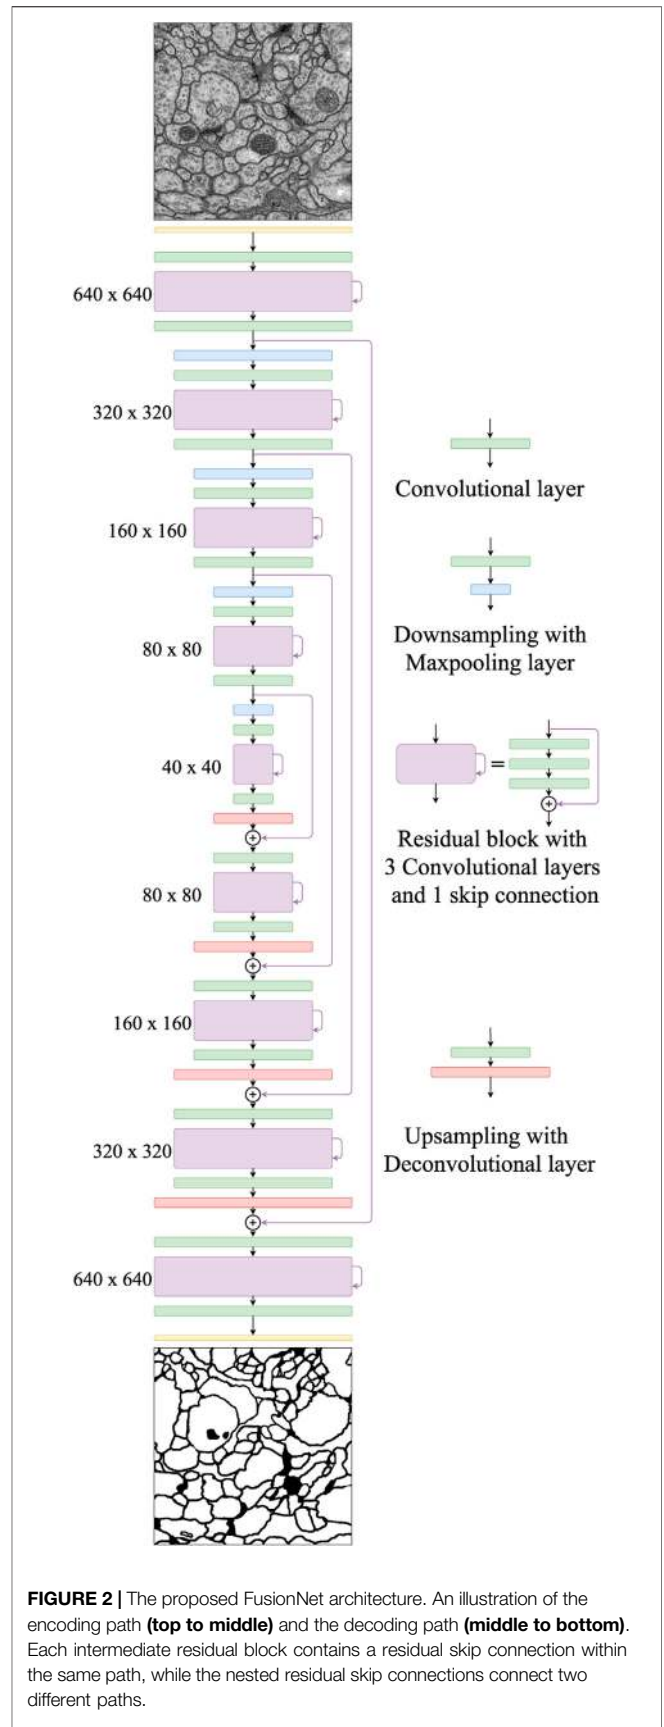 640 x 640
320 x 320
160 x 160
80 x 80
40 x 40
80 x 80
160 x 160
320 x 320
640 x 640
Convolutional layer
Downsampling with
Maxpooling layer
=
+
Residual block with
3 Convolutional layers
and 1 skip connection
Upsampling with
Deconvolutional layer
+
+
+
+
FIGURE 2 | The proposed FusionNet architecture. An illustration of the
encoding path (top to middle) and the decoding path (middle to bottom).
Each intermediate residual block contains a residual skip connection within
the same path, while the nested residual skip connections connect two
different paths.